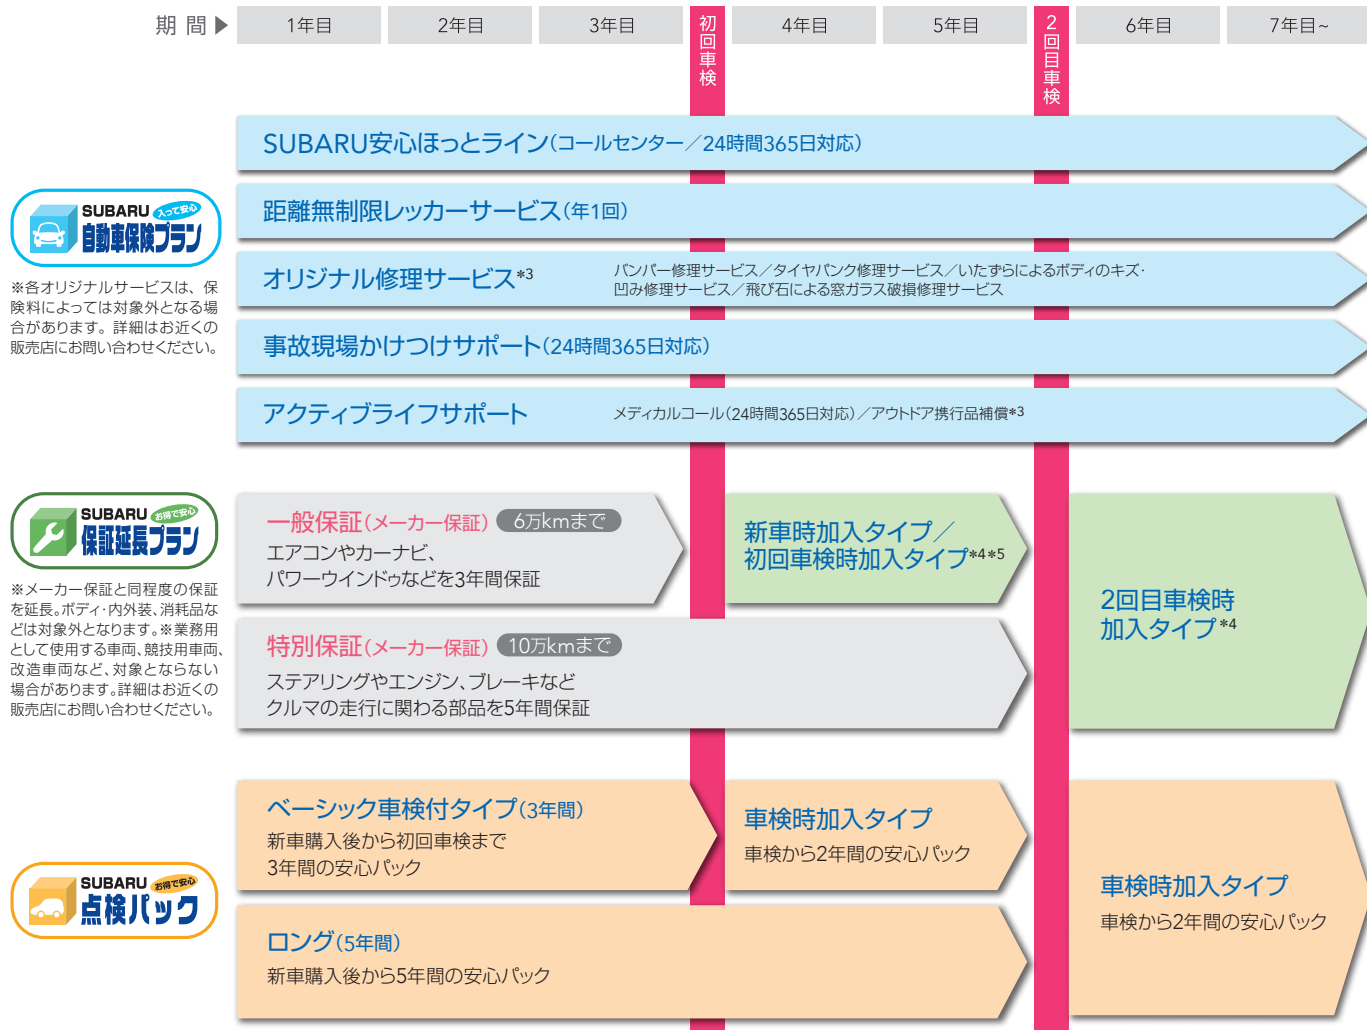 期間▶
1年目
2年目
3年目
初回車検
4年目
5年目
2回目車検
6年目
7年目~
SUBARU 入って安心
自動車保険プラン
※各オリジナルサービスは、保
険料によっては対象外となる場
合があります。詳細はお近くの
販売店にお問い合わせください。
SUBARU安心ほっとライン(コールセンター/24時間365日対応)
距離無制限レッカーサービス(年1回)
オリジナル修理サービス*3
バンパー修理サービス/タイヤパンク修理サービス/いたずらによるボディのキズ・
凹み修理サービス/飛び石による窓ガラス破損修理サービス
事故現場かけつけサポート(24時間365日対応)
アクティブライフサポート
メディカルコール(24時間365日対応)/アウトドア携行品補償*3
SUBARU お得で安心
保証延長プラン
※メーカー保証と同程度の保証
を延長。ボディ・内外装、消耗品な
どは対象外となります。※業務用
として使用する車両、競技用車両、
改造車両など、対象とならない
場合があります。詳細はお近くの
販売店にお問い合わせください。
一般保証(メーカー保証) 6万kmまで
エアコンやカーナビ、
パワーウインドゥなどを3年間保証
新車時加入タイプ/
初回車検時加入タイプ*4*5
特別保証(メーカー保証) 10万kmまで
ステアリングやエンジン、ブレーキなど
クルマの走行に関わる部品を5年間保証
2回目車検時
加入タイプ*4
SUBARU お得で安心
点検パック
ベーシック車検付タイプ(3年間)
新車購入後から初回車検まで
3年間の安心パック
車検時加入タイプ
車検から2年間の安心パック
ロング(5年間)
新車購入後から5年間の安心パック
車検時加入タイプ
車検から2年間の安心パック